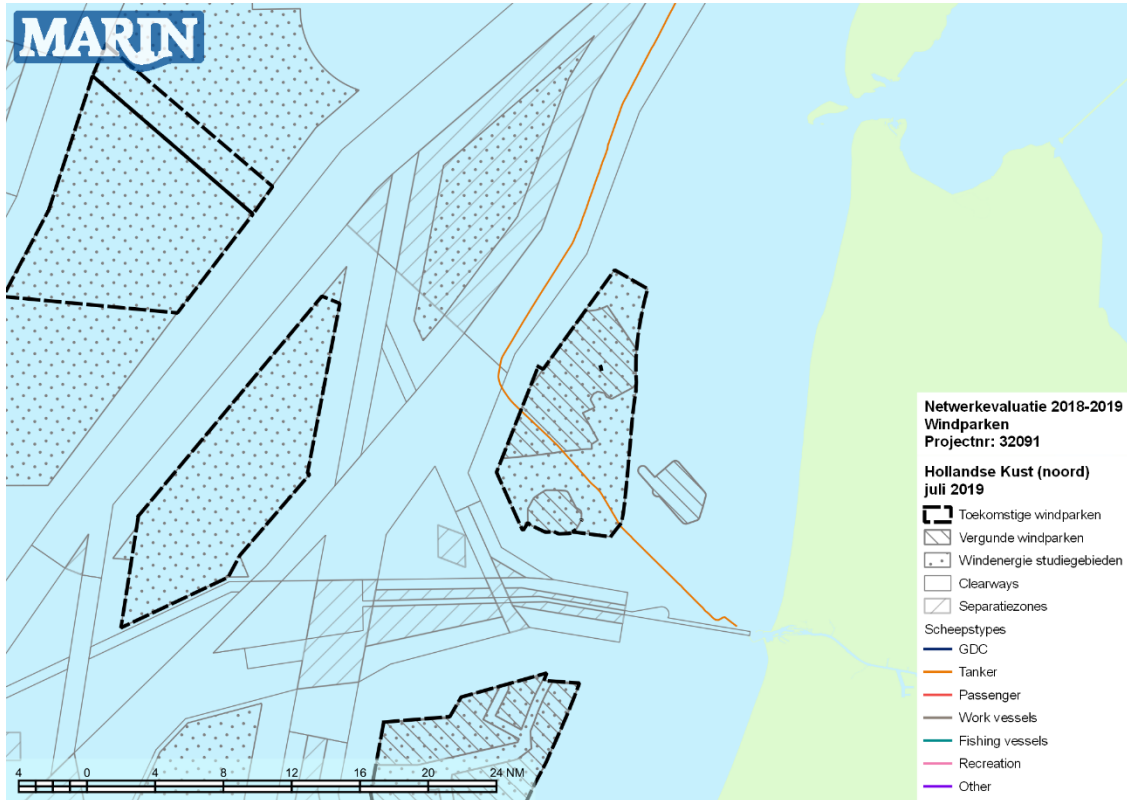 MARIN
Netwerkevaluatie 2018-2019
Windparken
Projectnr: 32091
Hollandse Kust (noord)
juli 2019
Toekomstige windparken
Vergunde windparken
Windenergie studiegebieden
Clearways
Separatiezones
Scheepstypes
GDC
Tanker
Passenger
Work vessels
Fishing vessels
Recreation
Other
4 0 4 8 12 16 20 24 NM